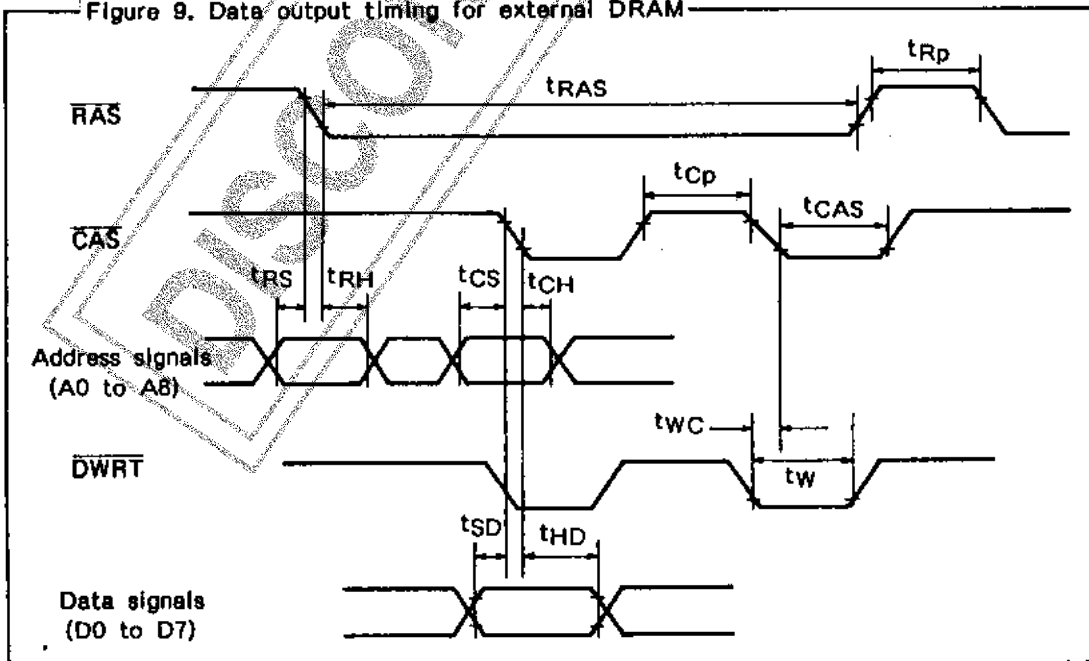 Figure 9. Data output timing for external DRAM
tRp
tRAS
RAS
tCp
tCAS
CAS
tRS tRH tCS tCH
Address signals
(A0 to A8)
tWC
DWRT
tW
tSD tHD
Data signals
(D0 to D7)